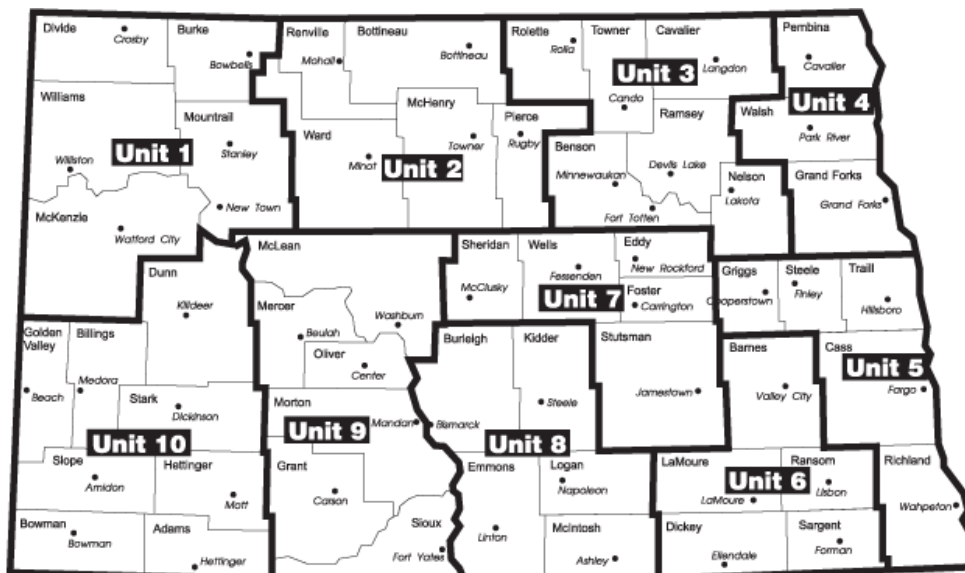 Divide
Crosby
Burke
Bowbells
Williams
Mountrail
Stanley
Unit 1
Williston
New Town
McKenzie
Watford City
Renville
Mohall
Bottineau
Bottineau
McHenry
Pierce
Ward
Towner
Rugby
Minot
Unit 2
Rolette
Rolla
Towner
Cavalier
Langdon
Unit 3
Cando
Ramsey
Benson
Devils Lake
Minnewaukan
Nelson
Lakota
Fort Totten
Pembina
Cavalier
Unit 4
Walsh
Park River
Grand Forks
Grand Forks
McLean
Dunn
Killdeer
Mercer
Beulah
Washburn
Oliver
Center
Morton
Mandan
Unit 9
Grant
Carson
Sioux
Fort Yates
Sheridan
McClusky
Wells
Fessenden
Eddy
New Rockford
Unit 7
Foster
Carrington
Stutsman
Jamestown
Griggs
Cooperstown
Steele
Finley
Traill
Hillsboro
Cass
Unit 5
Fargo
Barnes
Valley City
Golden
Valley
Beach
Billings
Medora
Stark
Dickinson
Unit 10
Slope
Amidon
Hettinger
Mott
Bowman
Bowman
Adams
Hettinger
Burleigh
Bismarck
Kidder
Steele
Unit 8
Emmons
Linton
Logan
Napoleon
McIntosh
Ashley
LaMoure
LaMoure
Ransom
Lisbon
Unit 6
Dickey
Ellendale
Sargent
Forman
Richland
Wahpeton